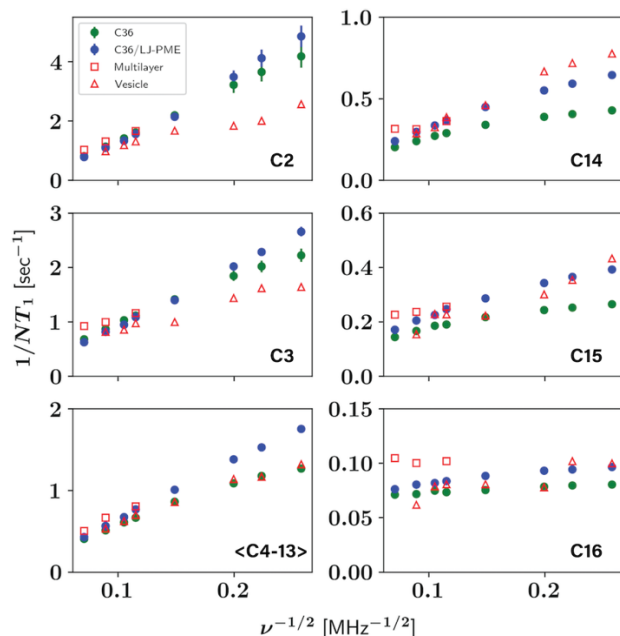 C36
C36/LJ-PME
Multilayer
Vesicle
4
2
0
C2
1.0
0.5
0.0
C14
3
2
1
0
C3
0.6
0.4
0.2
0.0
C15
2
1
0
<C4-13>
0.15
0.10
0.05
0.00
C16
0.1
0.2
0.1
0.2
1/NT₁ [sec⁻¹]
ν⁻¹/² [MHz⁻¹/²]